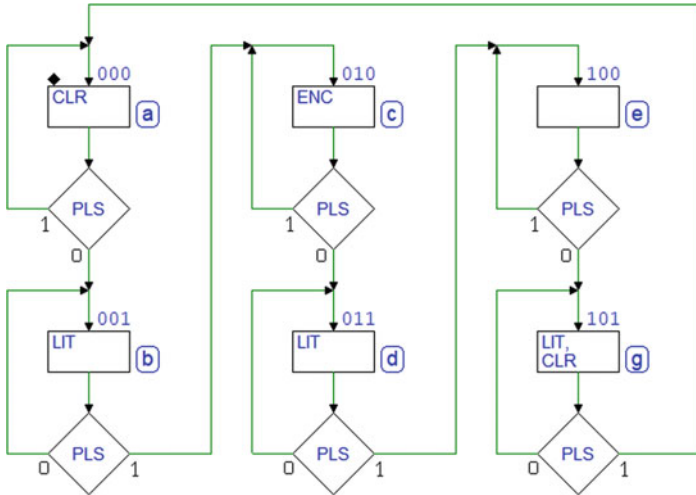 000 010 100
CLR ENC
a c e
PLS PLS PLS
1 1 1
0 0 0
001 011 101
LIT LIT LIT,
CLR
b d g
PLS PLS PLS
0 1 0 1 0 1